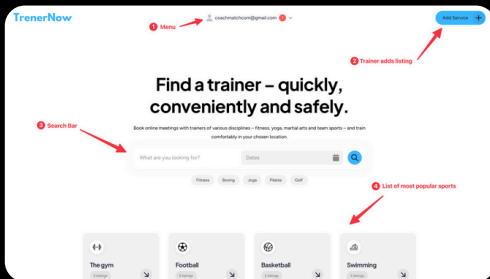 TrenerNow
coachmatchcom@gmail.com
Add Service
1 Menu
2 Trainer adds listing
Find a trainer – quickly,
conveniently and safely.
Book online meetings with trainers of various disciplines – fitness, yoga, martial arts and team sports – and train
comfortably in your chosen location.
3 Search Bar
What are you looking for?
Dates
Fitness Boxing Joga Pilates Golf
4 List of most popular sports
The gym
Football
Basketball
Swimming